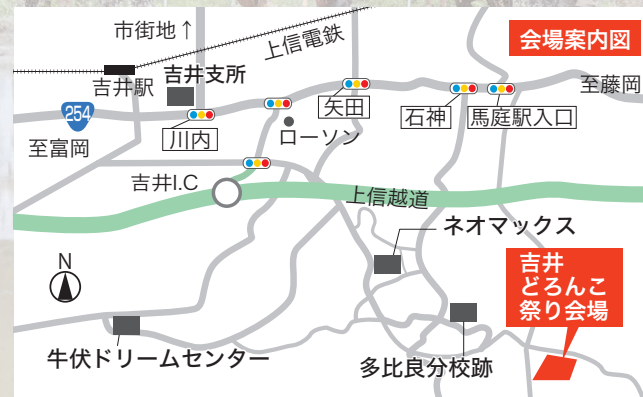 市街地↑
上信電鉄
会場案内図
吉井駅
吉井支所
至藤岡
254
川内
矢田
石神
馬庭駅入口
至富岡
ローソン
吉井I.C
上信越道
ネオマックス
N
吉井
どろんこ
祭り会場
牛伏ドリームセンター
多比良分校跡